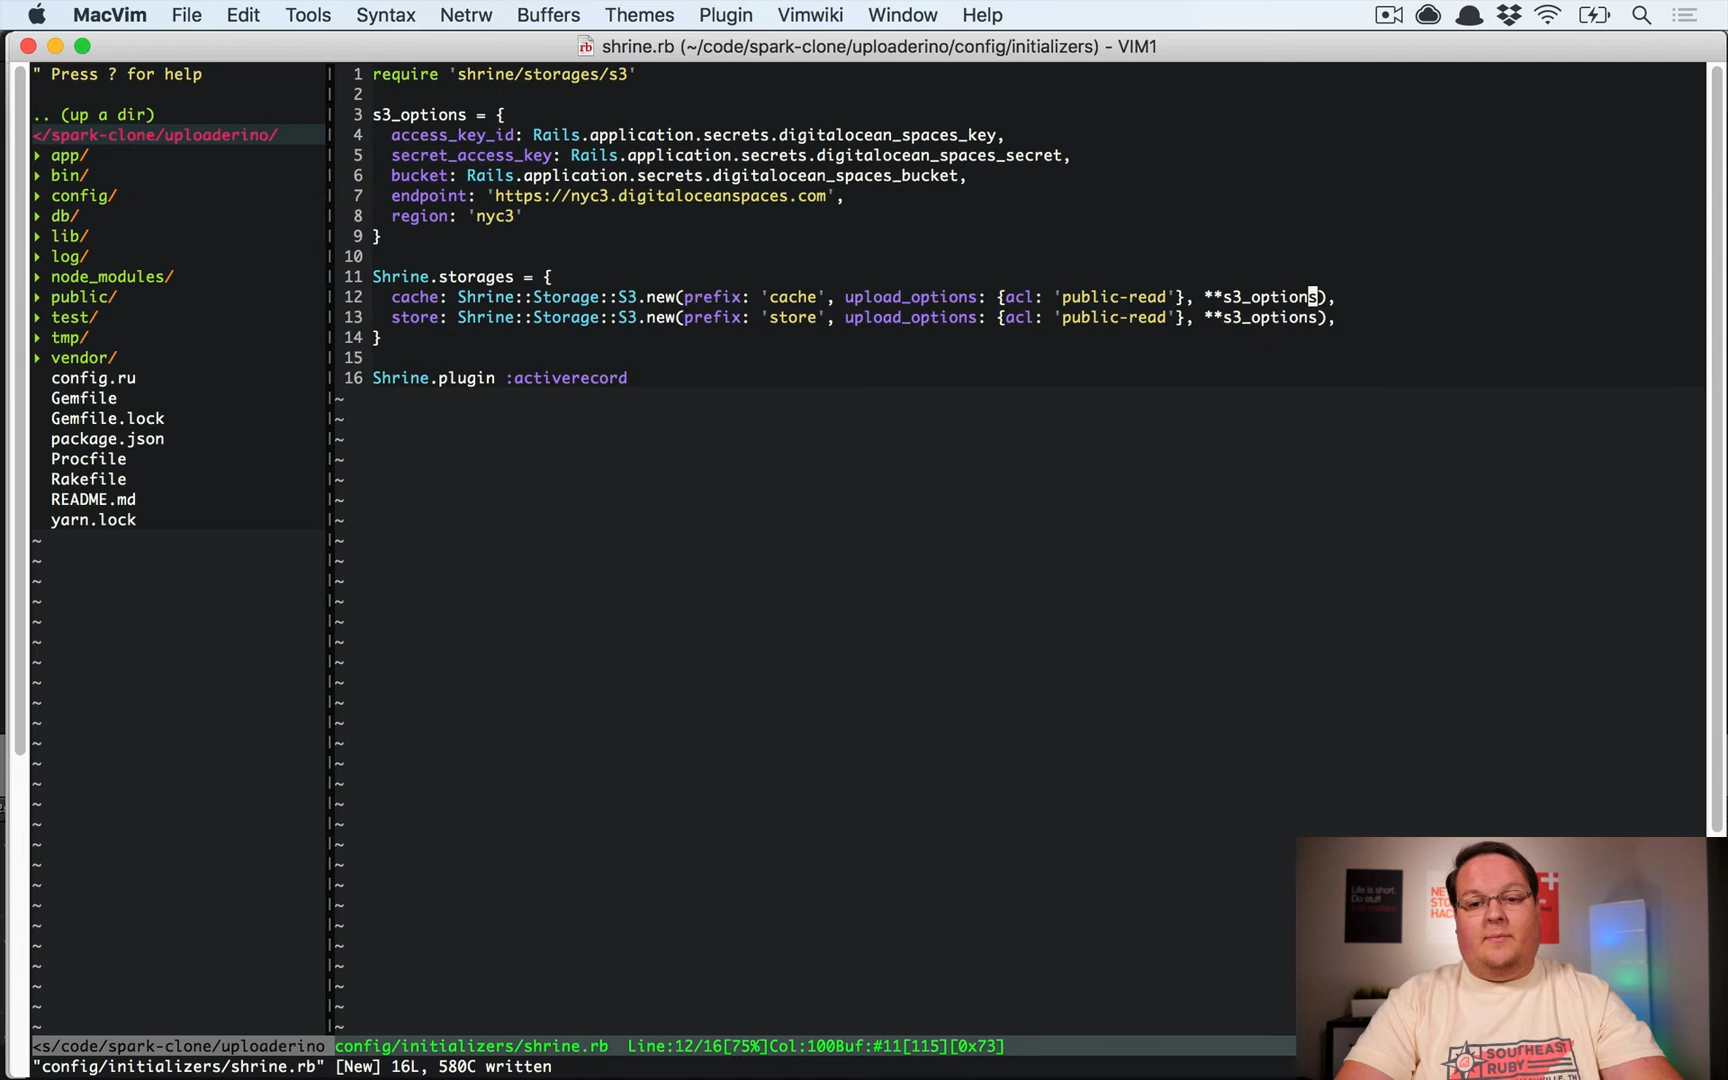 MacVim File Edit Tools Syntax Netrw Buffers Themes Plugin Vimwiki Window Help
shrine.rb (~/code/spark-clone/uploaderino/config/initializers) - VIM1
" Press ? for help
.. (up a dir)
</spark-clone/uploaderino/
app/
bin/
config/
db/
lib/
log/
node_modules/
public/
test/
tmp/
vendor/
config.ru
Gemfile
Gemfile.lock
package.json
Procfile
Rakefile
README.md
yarn.lock
1 require 'shrine/storages/s3'
2
3 s3_options = {
4 access_key_id: Rails.application.secrets.digitalocean_spaces_key,
5 secret_access_key: Rails.application.secrets.digitalocean_spaces_secret,
6 bucket: Rails.application.secrets.digitalocean_spaces_bucket,
7 endpoint: 'https://nyc3.digitaloceanspaces.com',
8 region: 'nyc3'
9 }
10
11 Shrine.storages = {
12 cache: Shrine::Storage::S3.new(prefix: 'cache', upload_options: {acl: 'public-read'}, **s3_options),
13 store: Shrine::Storage::S3.new(prefix: 'store', upload_options: {acl: 'public-read'}, **s3_options),
14 }
15
16 Shrine.plugin :activerecord
<s/code/spark-clone/uploaderino config/initializers/shrine.rb Line:12/16[75%]Col:100Buf:#11[115][0x73]
"config/initializers/shrine.rb" [New] 16L, 580C written
Life is short.
Do stuff
SOUTHEAST
RUBY